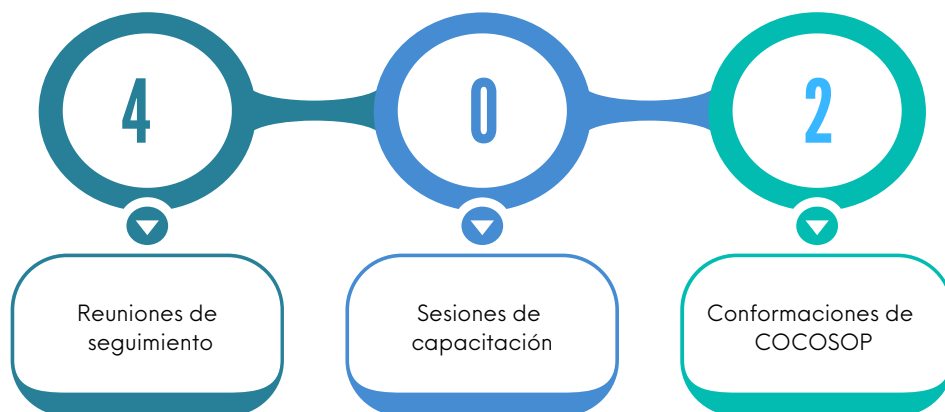 4
0
2
Reuniones de
seguimiento
Sesiones de
capacitación
Conformaciones de
COCOSOP